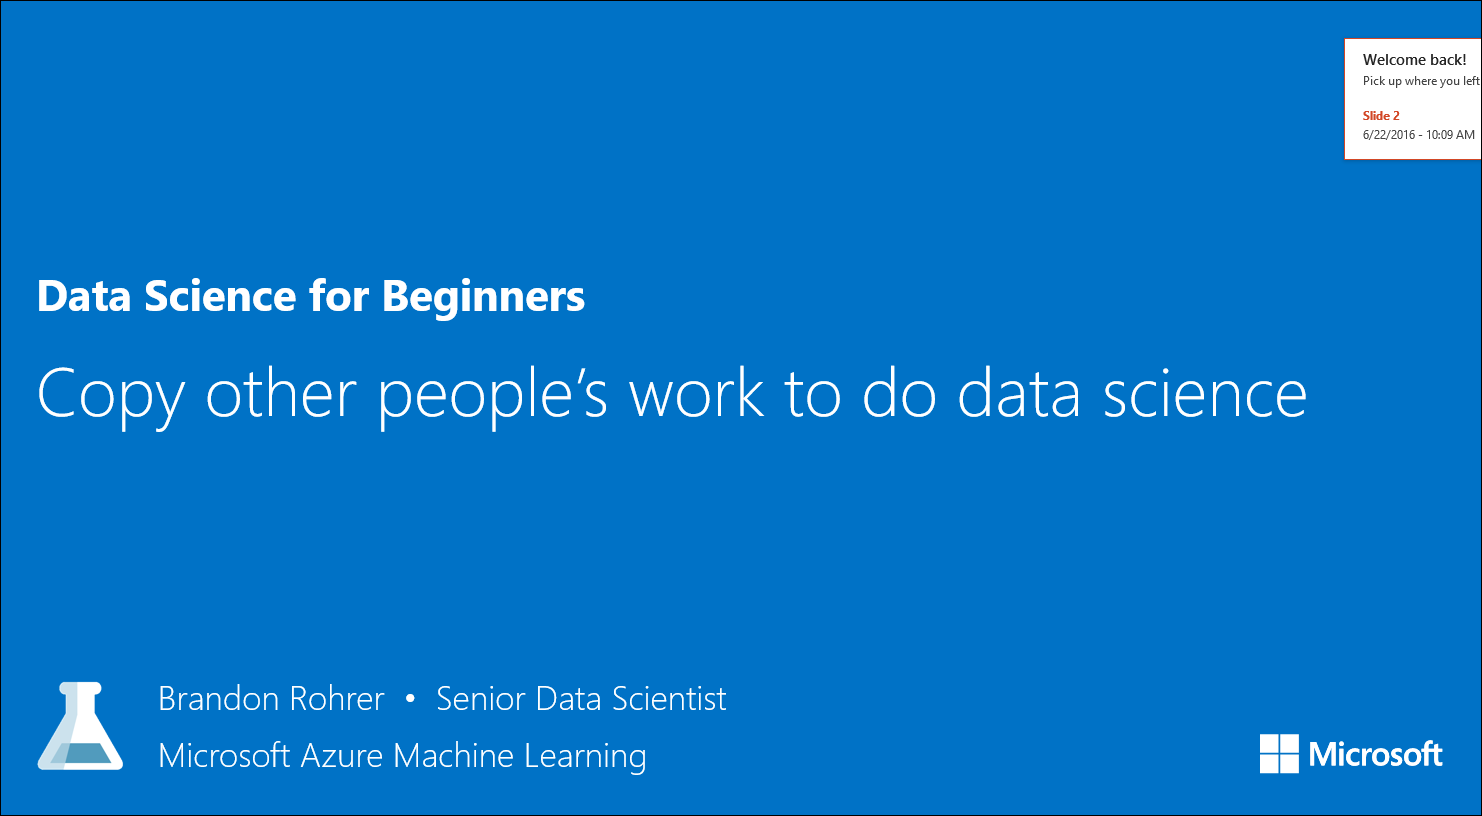 Welcome back!
Pick up where you left
Slide 2
6/22/2016 - 10:09 AM
Data Science for Beginners
Copy other people’s work to do data science
Brandon Rohrer • Senior Data Scientist
Microsoft Azure Machine Learning
Microsoft